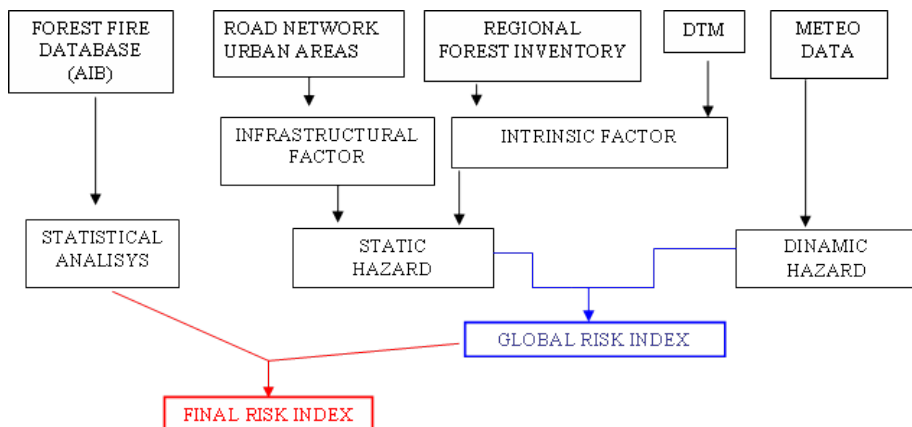 FOREST FIRE
DATABASE
(AIB)
ROAD NETWORK
URBAN AREAS
REGIONAL
FOREST INVENTORY
DTM
METEO
DATA
INFRASTRUCTURAL
FACTOR
INTRINSIC FACTOR
STATISTICAL
ANALISYS
STATIC
HAZARD
DINAMIC
HAZARD
GLOBAL RISK INDEX
FINAL RISK INDEX